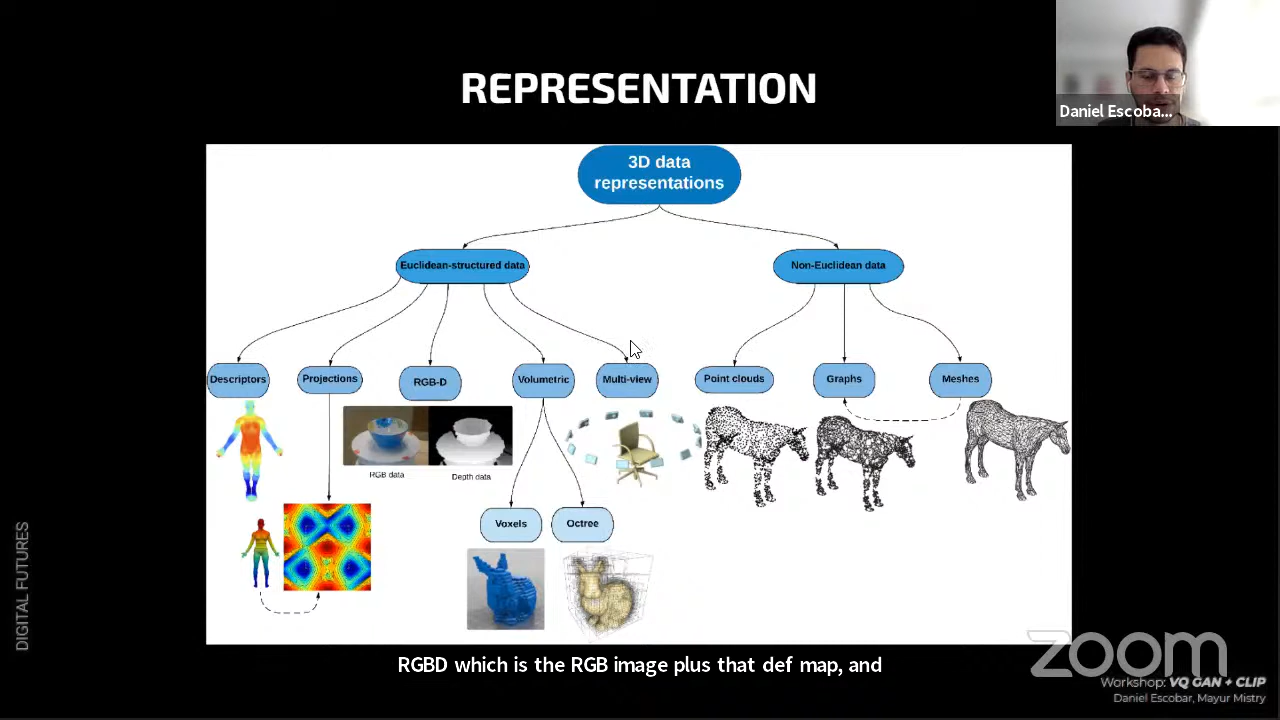 REPRESENTATION
Daniel Escoba...
3D data
representations
Euclidean-structured data
Non-Euclidean data
Descriptors
Projections
RGB-D
Volumetric
Multi-view
Point clouds
Graphs
Meshes
RGB data
Depth data
Voxels
Octree
DIGITAL FUTURES
RGBD which is the RGB image plus that def map, and
zoom
Workshop: VQ GAN + CLIP
Daniel Escobar, Mayur Mistry